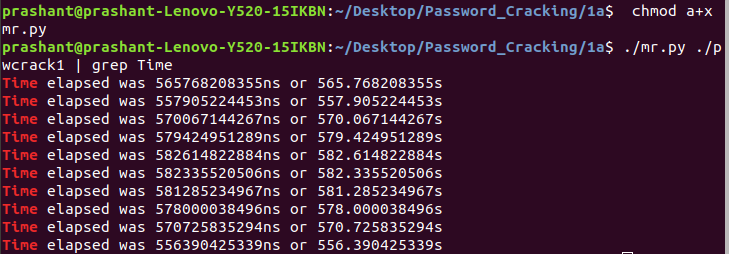 prashant@prashant-Lenovo-Y520-15IKBN:~/Desktop/Password_Cracking/1a$  chmod a+x
mr.py
prashant@prashant-Lenovo-Y520-15IKBN:~/Desktop/Password_Cracking/1a$ ./mr.py ./p
wcrack1 | grep Time
Time elapsed was 565768208355ns or 565.768208355s
Time elapsed was 557905224453ns or 557.905224453s
Time elapsed was 570067144267ns or 570.067144267s
Time elapsed was 579424951289ns or 579.424951289s
Time elapsed was 582614822884ns or 582.614822884s
Time elapsed was 582335520506ns or 582.335520506s
Time elapsed was 581285234967ns or 581.285234967s
Time elapsed was 578000038496ns or 578.000038496s
Time elapsed was 570725835294ns or 570.725835294s
Time elapsed was 556390425339ns or 556.390425339s